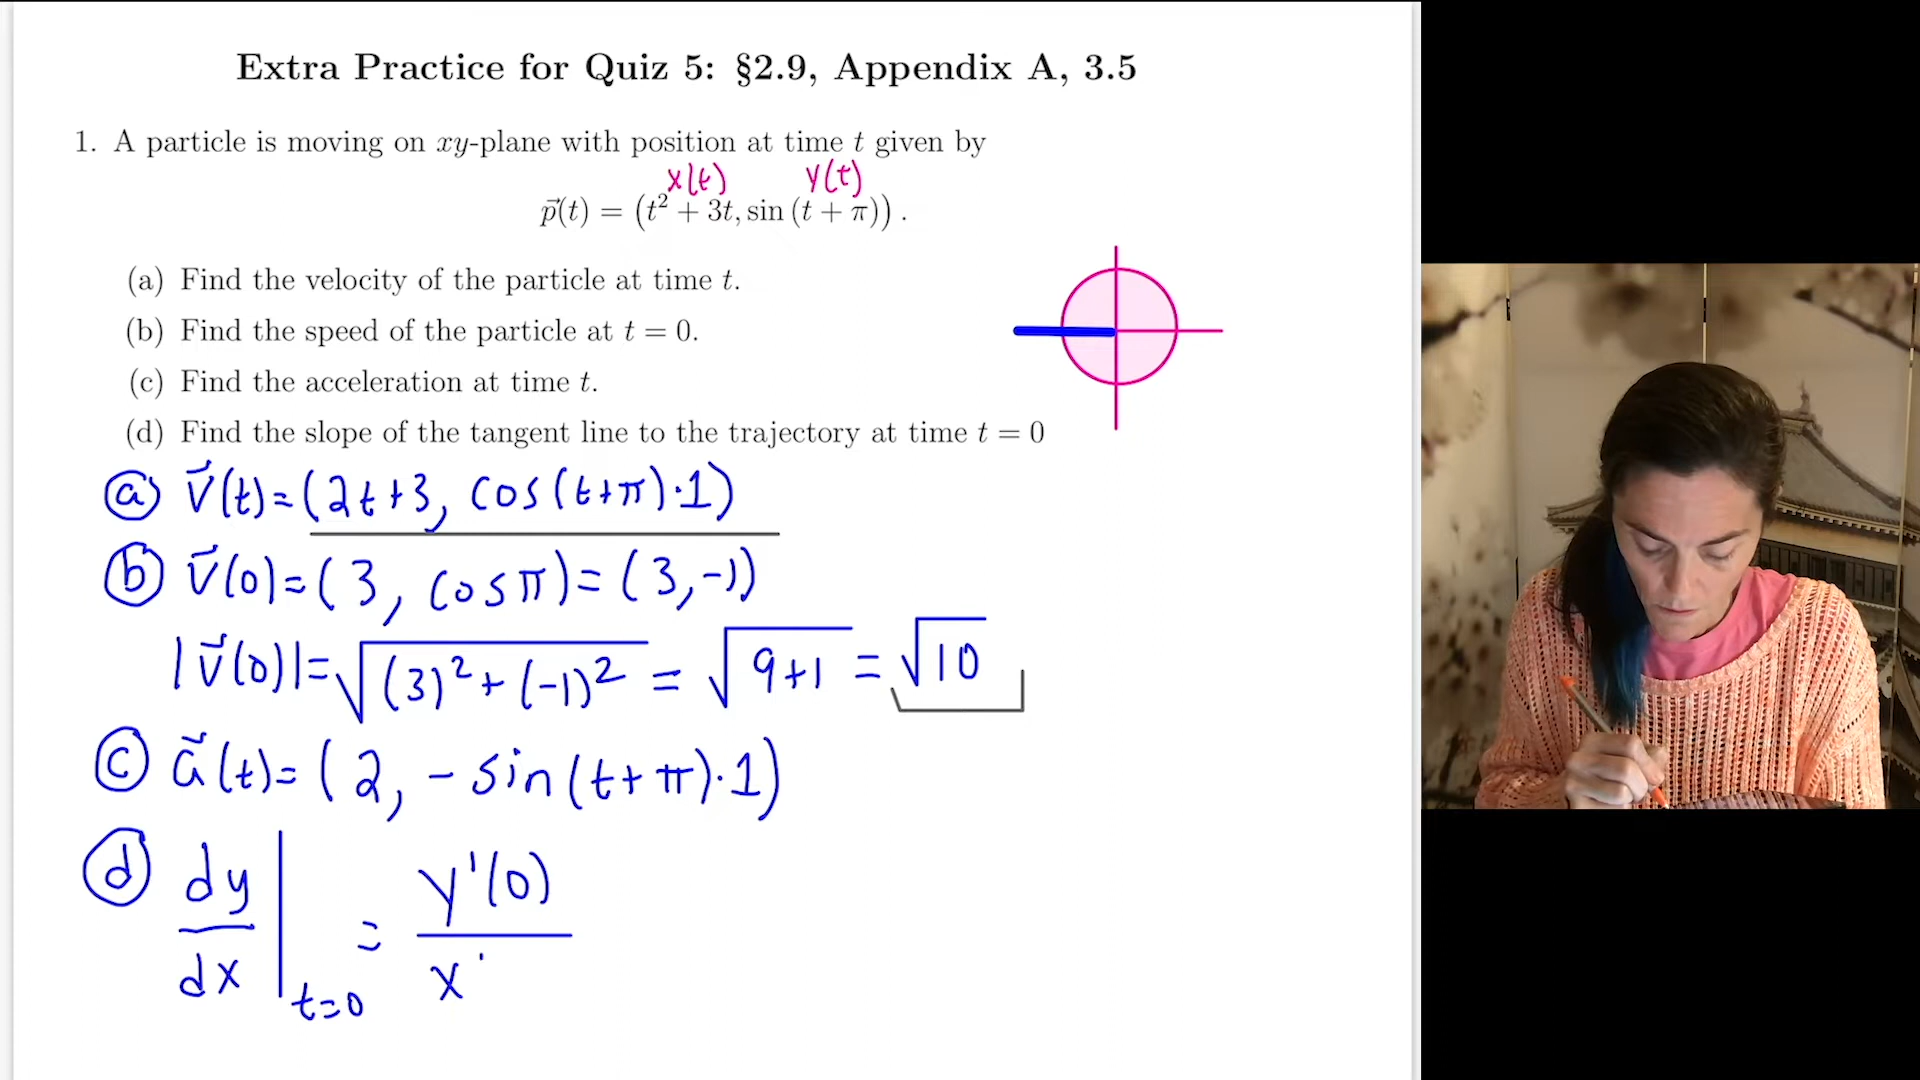 Extra Practice for Quiz 5: §2.9, Appendix A, 3.5
1. A particle is moving on xy-plane with position at time t given by
x(t) y(t)
p⃗(t) = (t² + 3t, sin (t + π)) .
(a) Find the velocity of the particle at time t.
(b) Find the speed of the particle at t = 0.
(c) Find the acceleration at time t.
(d) Find the slope of the tangent line to the trajectory at time t = 0
ⓐ v⃗(t)=(2t+3, cos(t+π)·1)
ⓑ v⃗(0)=(3, cosπ)=(3,-1)
|v⃗(0)|=√((3)²+(-1)²) = √(9+1) = √10
ⓒ a⃗(t)=(2, -sin(t+π)·1)
ⓓ dy/dx |t=0 = y'(0)/x'